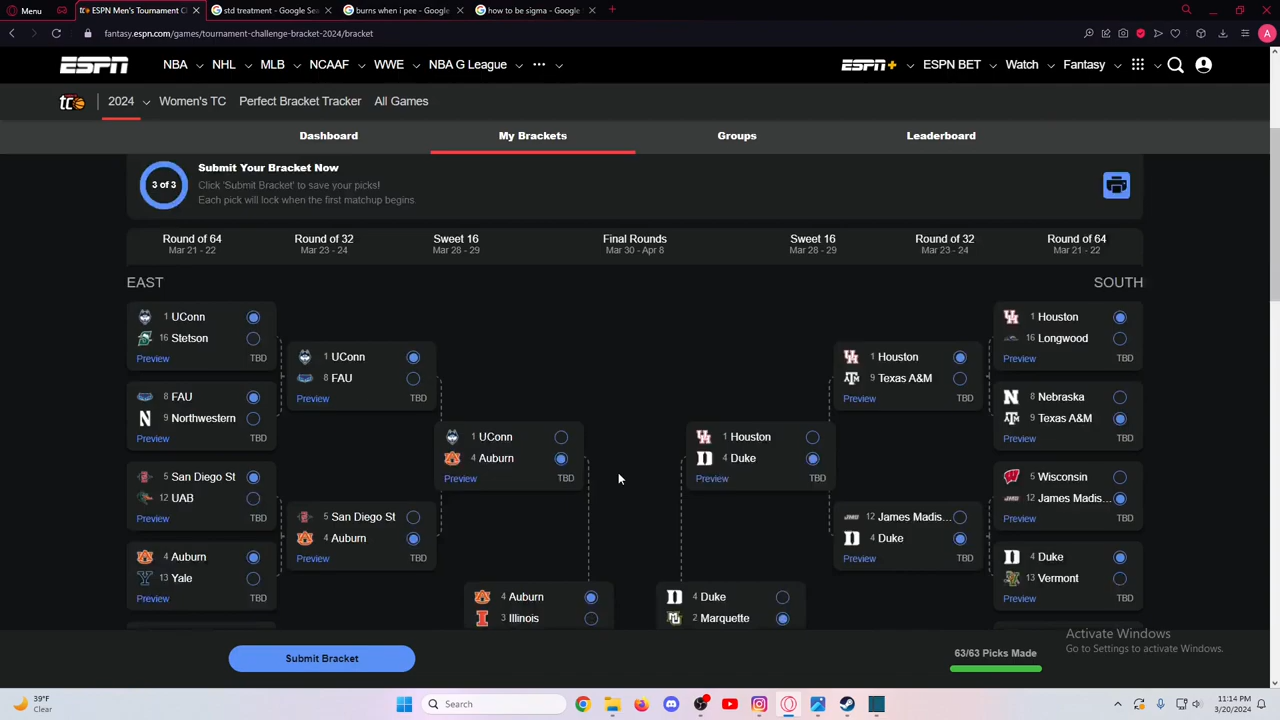 Menu
ESPN Men's Tournament Cl
std treatment - Google Sea
burns when i pee - Google
how to be sigma - Google
fantasy.espn.com/games/tournament-challenge-bracket-2024/bracket
A
ESPN NBA NHL MLB NCAAF WWE NBA G League ••• ESPN+ ESPN BET Watch Fantasy
tc 2024 Women's TC Perfect Bracket Tracker All Games
Dashboard My Brackets Groups Leaderboard
3 of 3
Submit Your Bracket Now
Click 'Submit Bracket' to save your picks!
Each pick will lock when the first matchup begins.
Round of 64 Round of 32 Sweet 16 Final Rounds Sweet 16 Round of 32 Round of 64
Mar 21 - 22 Mar 23 - 24 Mar 28 - 29 Mar 30 - Apr 8 Mar 28 - 29 Mar 23 - 24 Mar 21 - 22
EAST
1 UConn
16 Stetson
Preview TBD
8 FAU
9 Northwestern
Preview TBD
5 San Diego St
12 UAB
Preview TBD
4 Auburn
13 Yale
Preview TBD
1 UConn
8 FAU
Preview TBD
5 San Diego St
4 Auburn
Preview TBD
1 UConn
4 Auburn
Preview TBD
4 Auburn
3 Illinois
1 Houston
4 Duke
Preview TBD
4 Duke
2 Marquette
1 Houston
9 Texas A&M
Preview TBD
12 James Madis...
4 Duke
Preview TBD
SOUTH
1 Houston
16 Longwood
Preview TBD
8 Nebraska
9 Texas A&M
Preview TBD
5 Wisconsin
12 James Madis...
Preview TBD
4 Duke
13 Vermont
Preview TBD
Submit Bracket
63/63 Picks Made
Activate Windows
Go to Settings to activate Windows.
39°F
Clear
Search
11:14 PM
3/20/2024